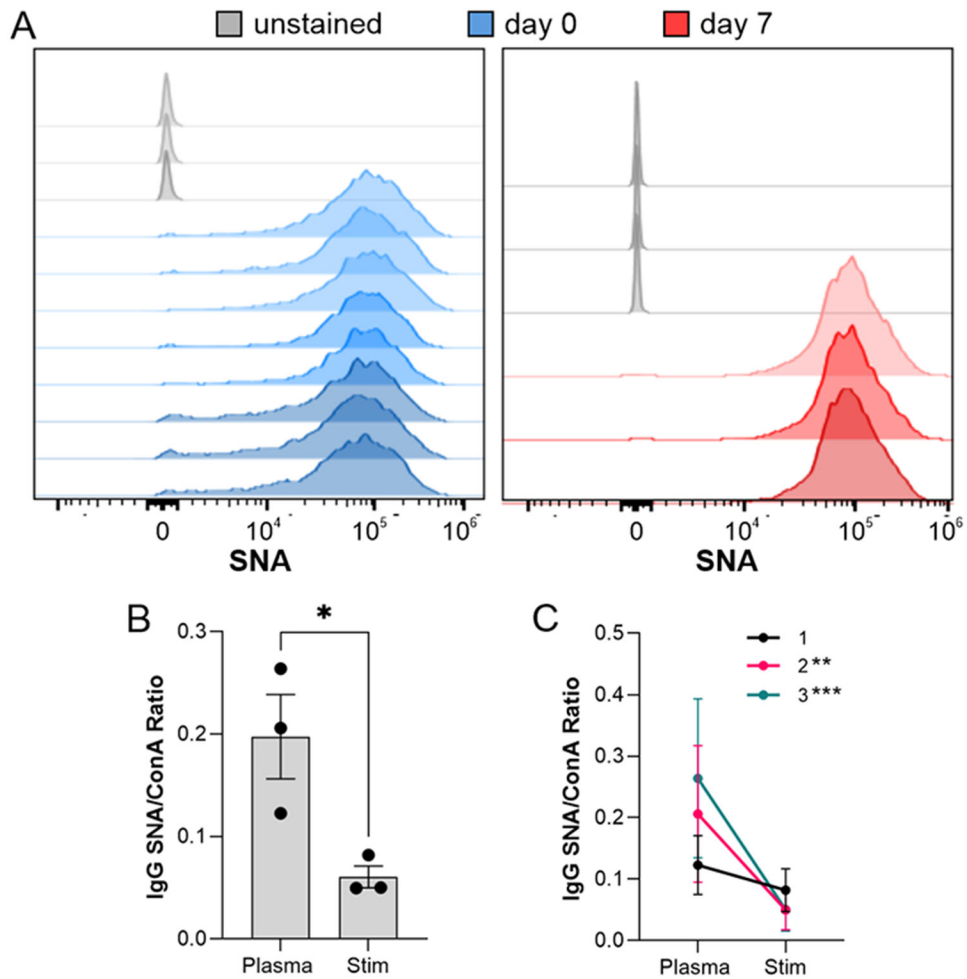 A
unstained day 0 day 7
0 10⁴ 10⁵ 10⁶ 0 10⁴ 10⁵ 10⁶
SNA SNA
B
*
IgG SNA/ConA Ratio
0.3
0.2
0.1
0.0
Plasma Stim
C
1
2**
3***
IgG SNA/ConA Ratio
0.5
0.4
0.3
0.2
0.1
0.0
Plasma Stim